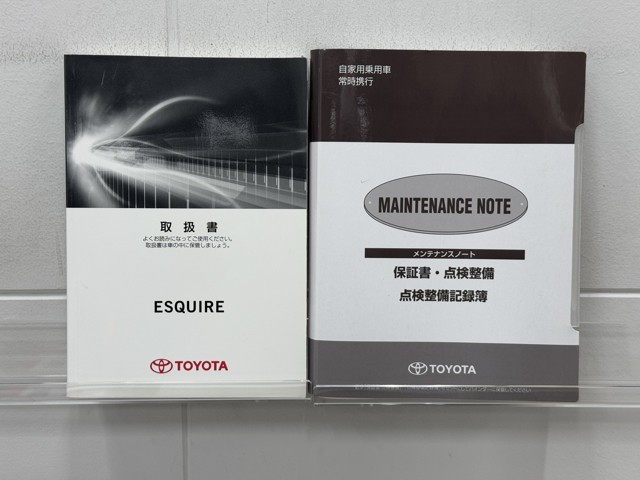 取扱書
よくお読みになってご使用ください。
取扱書は車の中に保管しましょう。
ESQUIRE
TOYOTA
自家用乗用車
常時携行
MAINTENANCE NOTE
メンテナンスノート
保証書・点検整備
点検整備記録簿
TOYOTA